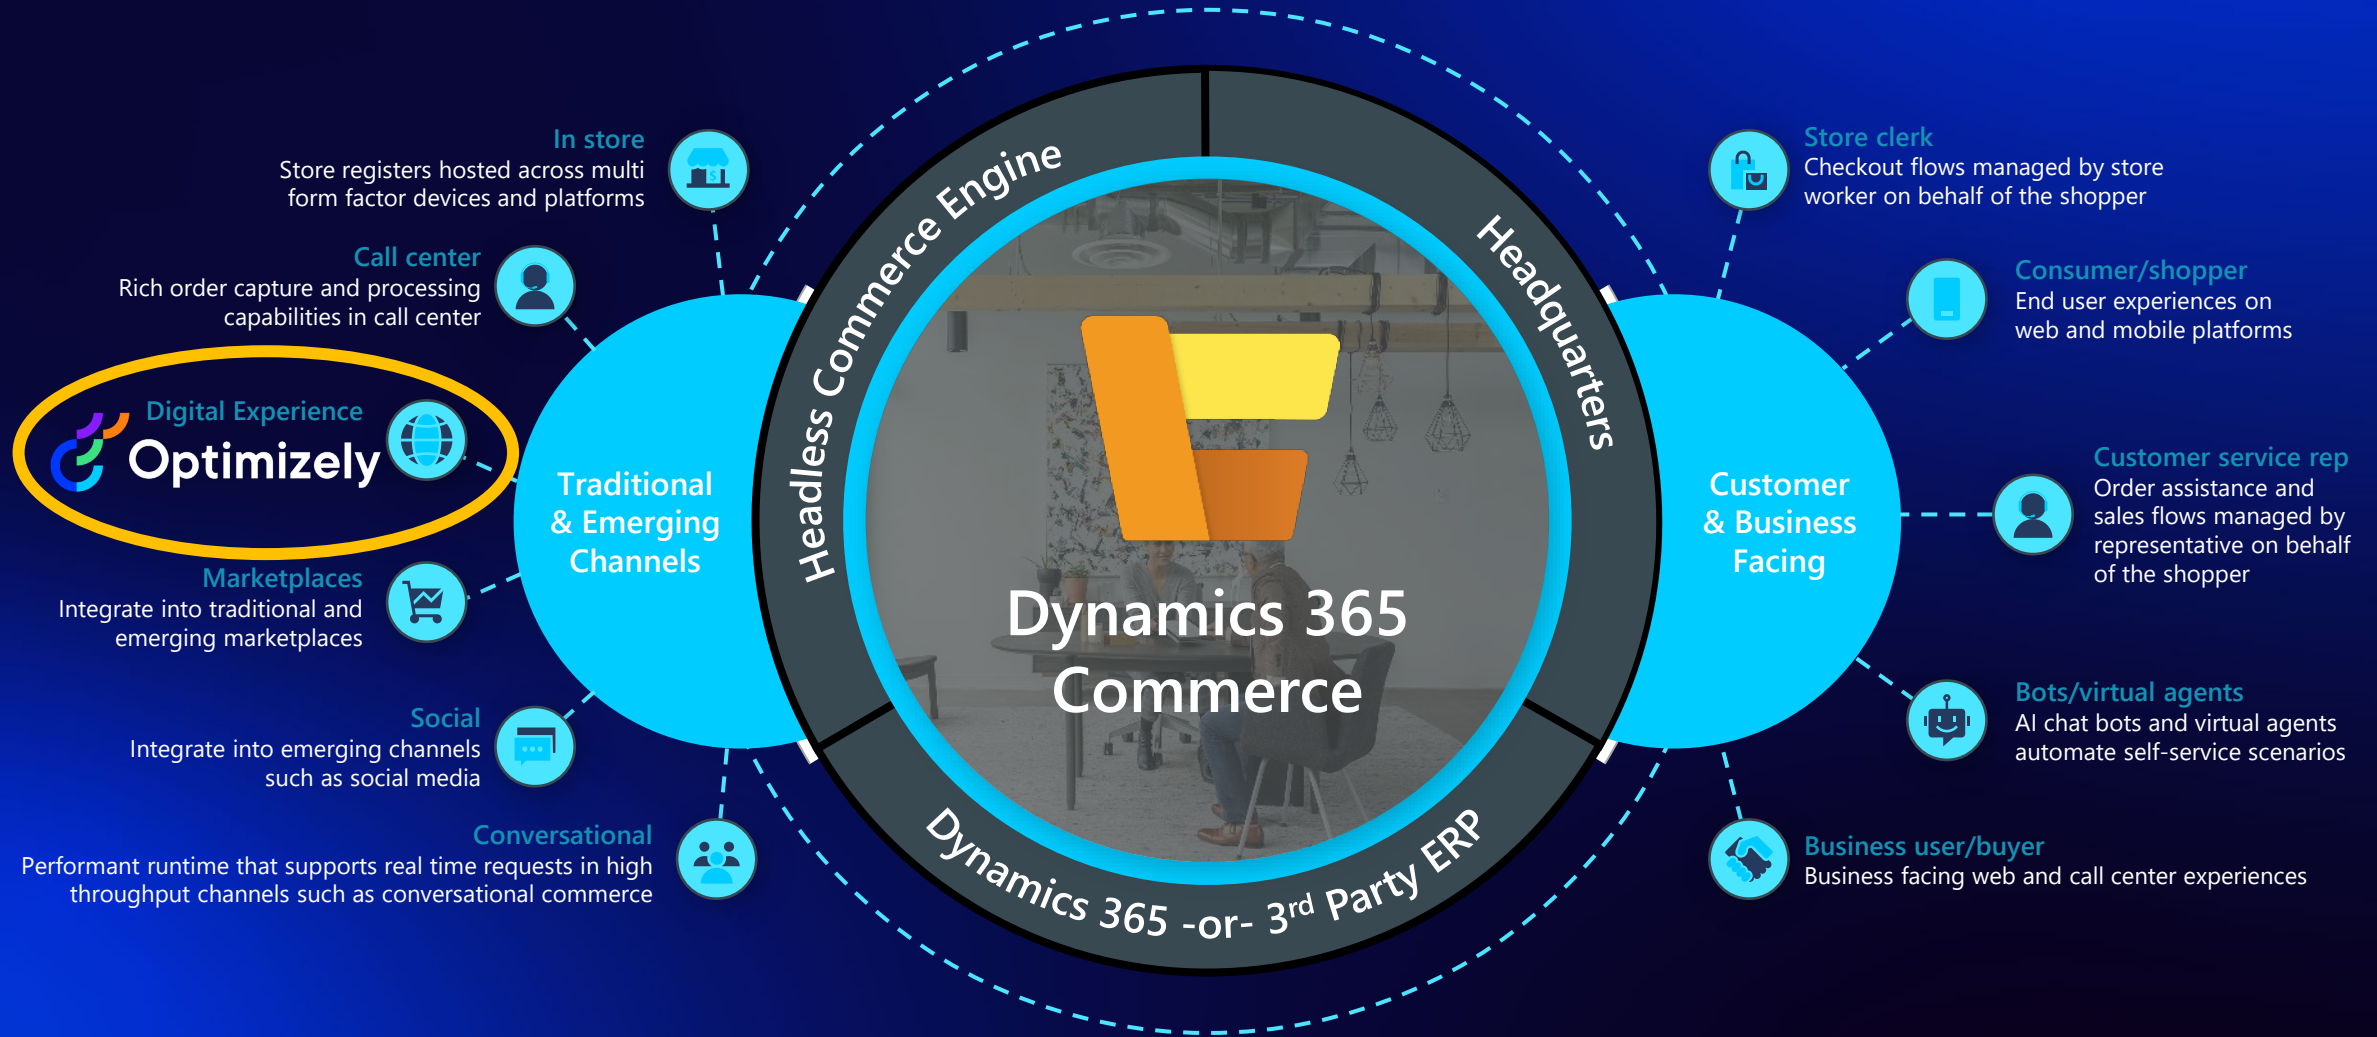 In store
Store registers hosted across multi
form factor devices and platforms
Call center
Rich order capture and processing
capabilities in call center
Digital Experience
Optimizely
Marketplaces
Integrate into traditional and
emerging marketplaces
Social
Integrate into emerging channels
such as social media
Conversational
Performant runtime that supports real time requests in high
throughput channels such as conversational commerce
Traditional
& Emerging
Channels
Headless Commerce Engine
Headquarters
Dynamics 365 -or- 3rd Party ERP
Dynamics 365
Commerce
Customer
& Business
Facing
Store clerk
Checkout flows managed by store
worker on behalf of the shopper
Consumer/shopper
End user experiences on
web and mobile platforms
Customer service rep
Order assistance and
sales flows managed by
representative on behalf
of the shopper
Bots/virtual agents
AI chat bots and virtual agents
automate self-service scenarios
Business user/buyer
Business facing web and call center experiences